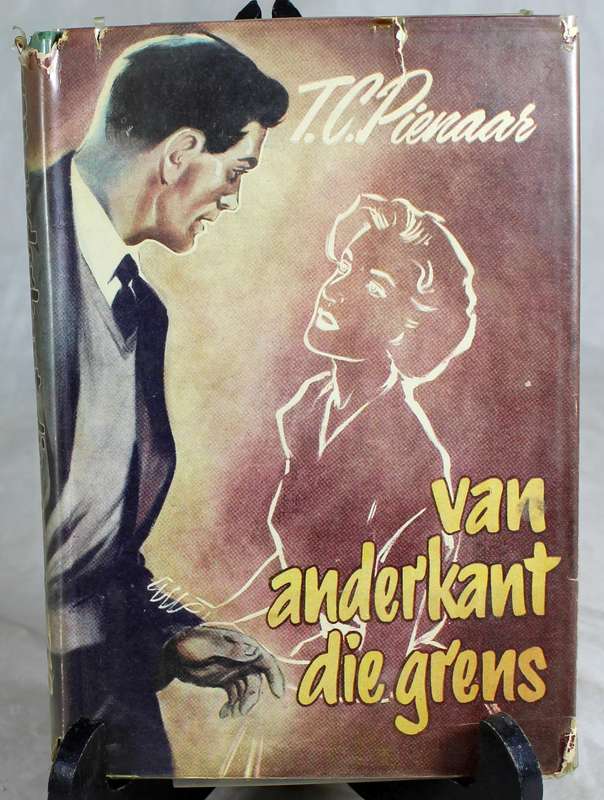 T.C. Pienaar
van
anderkant
die grens